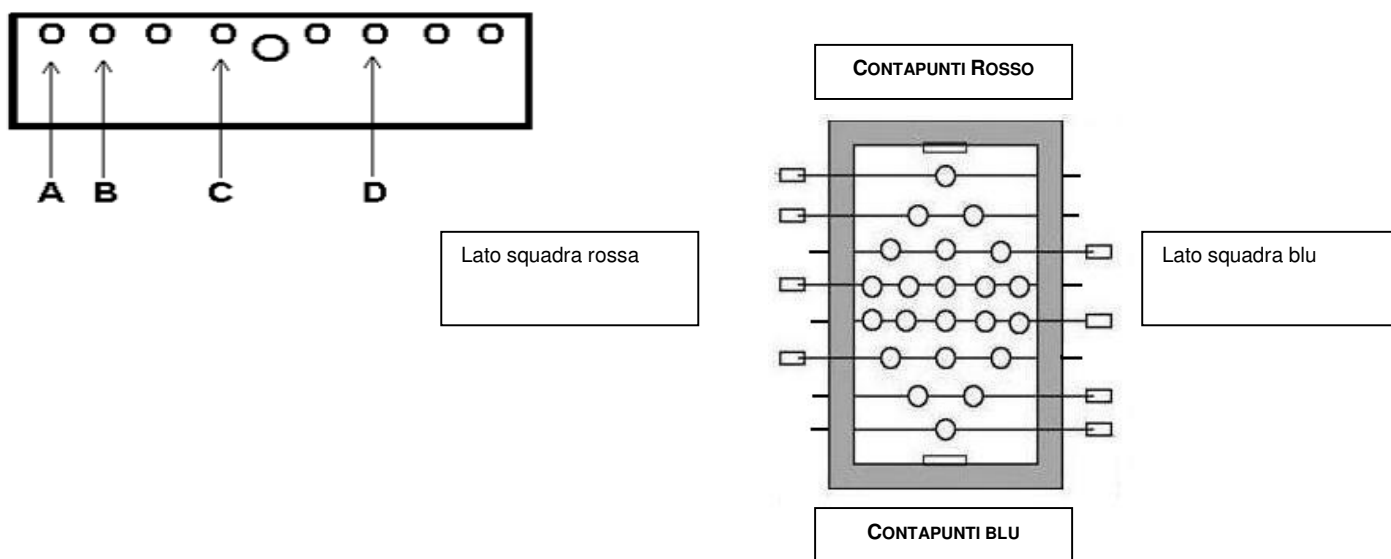 A B C D
CONTAPUNTI ROSSO
Lato squadra rossa
Lato squadra blu
CONTAPUNTI BLU